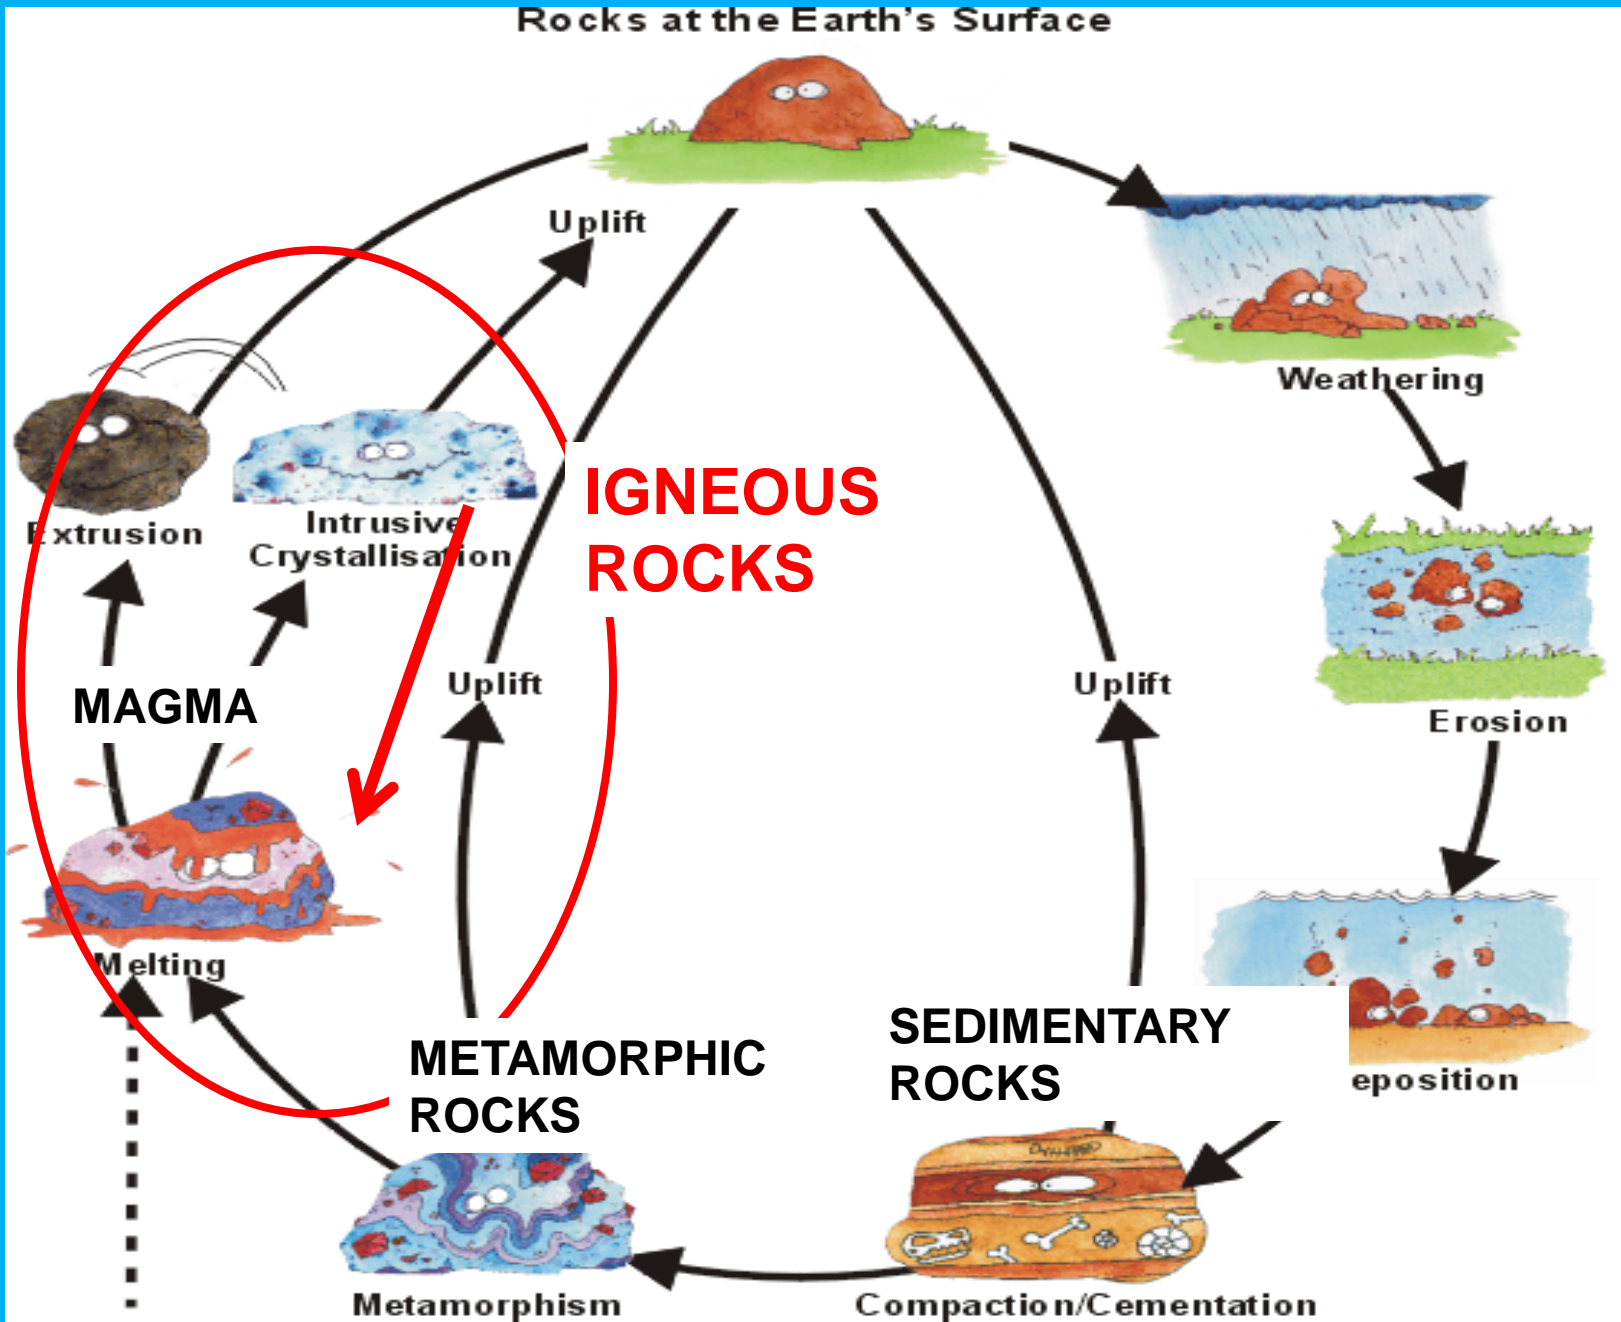 Rocks at the Earth's Surface
Uplift
Weathering
IGNEOUS
ROCKS
Extrusion
Intrusive
Crystallisation
MAGMA
Uplift
Uplift
Erosion
Melting
METAMORPHIC
ROCKS
SEDIMENTARY
ROCKS
eposition
Metamorphism
Compaction/Cementation